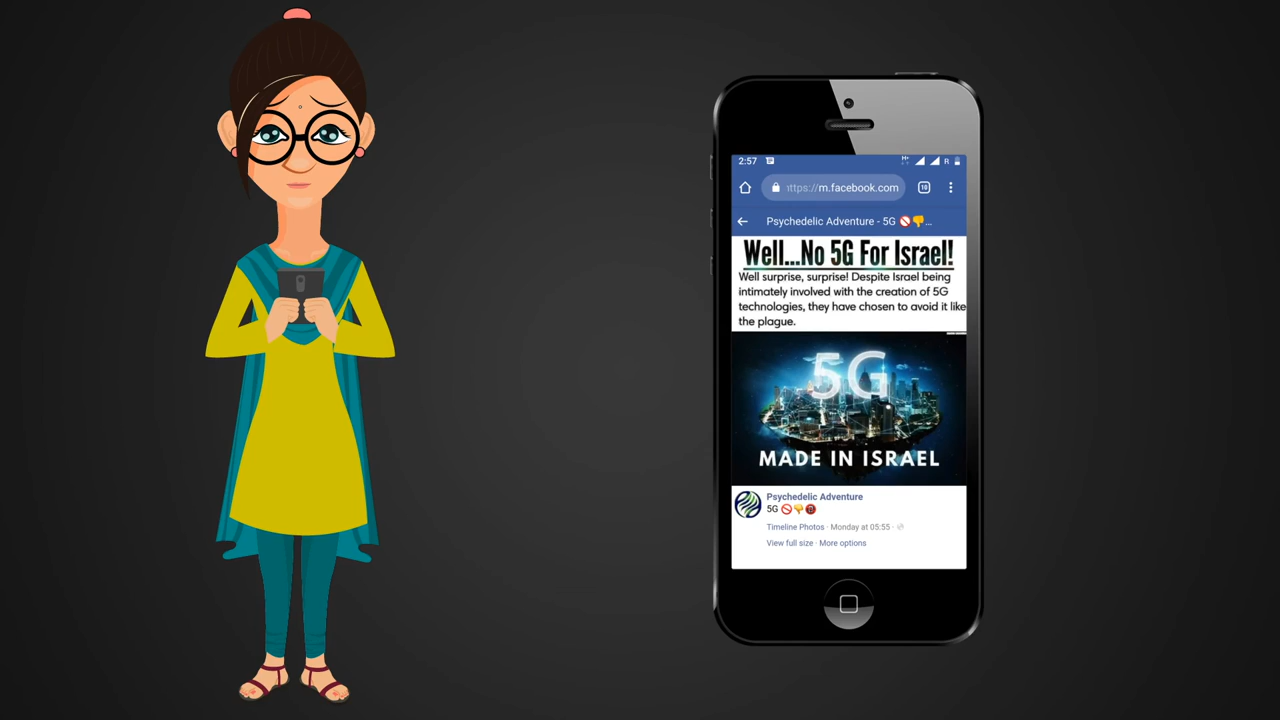 2:57 H+ R
ttps://m.facebook.com 10
Psychedelic Adventure - 5G 🚫👎...
Well...No 5G For Israel!
Well surprise, surprise! Despite Israel being
intimately involved with the creation of 5G
technologies, they have chosen to avoid it like
the plague.
5G
MADE IN ISRAEL
Psychedelic Adventure
5G 🚫👎📵
Timeline Photos · Monday at 05:55 ·
View full size · More options